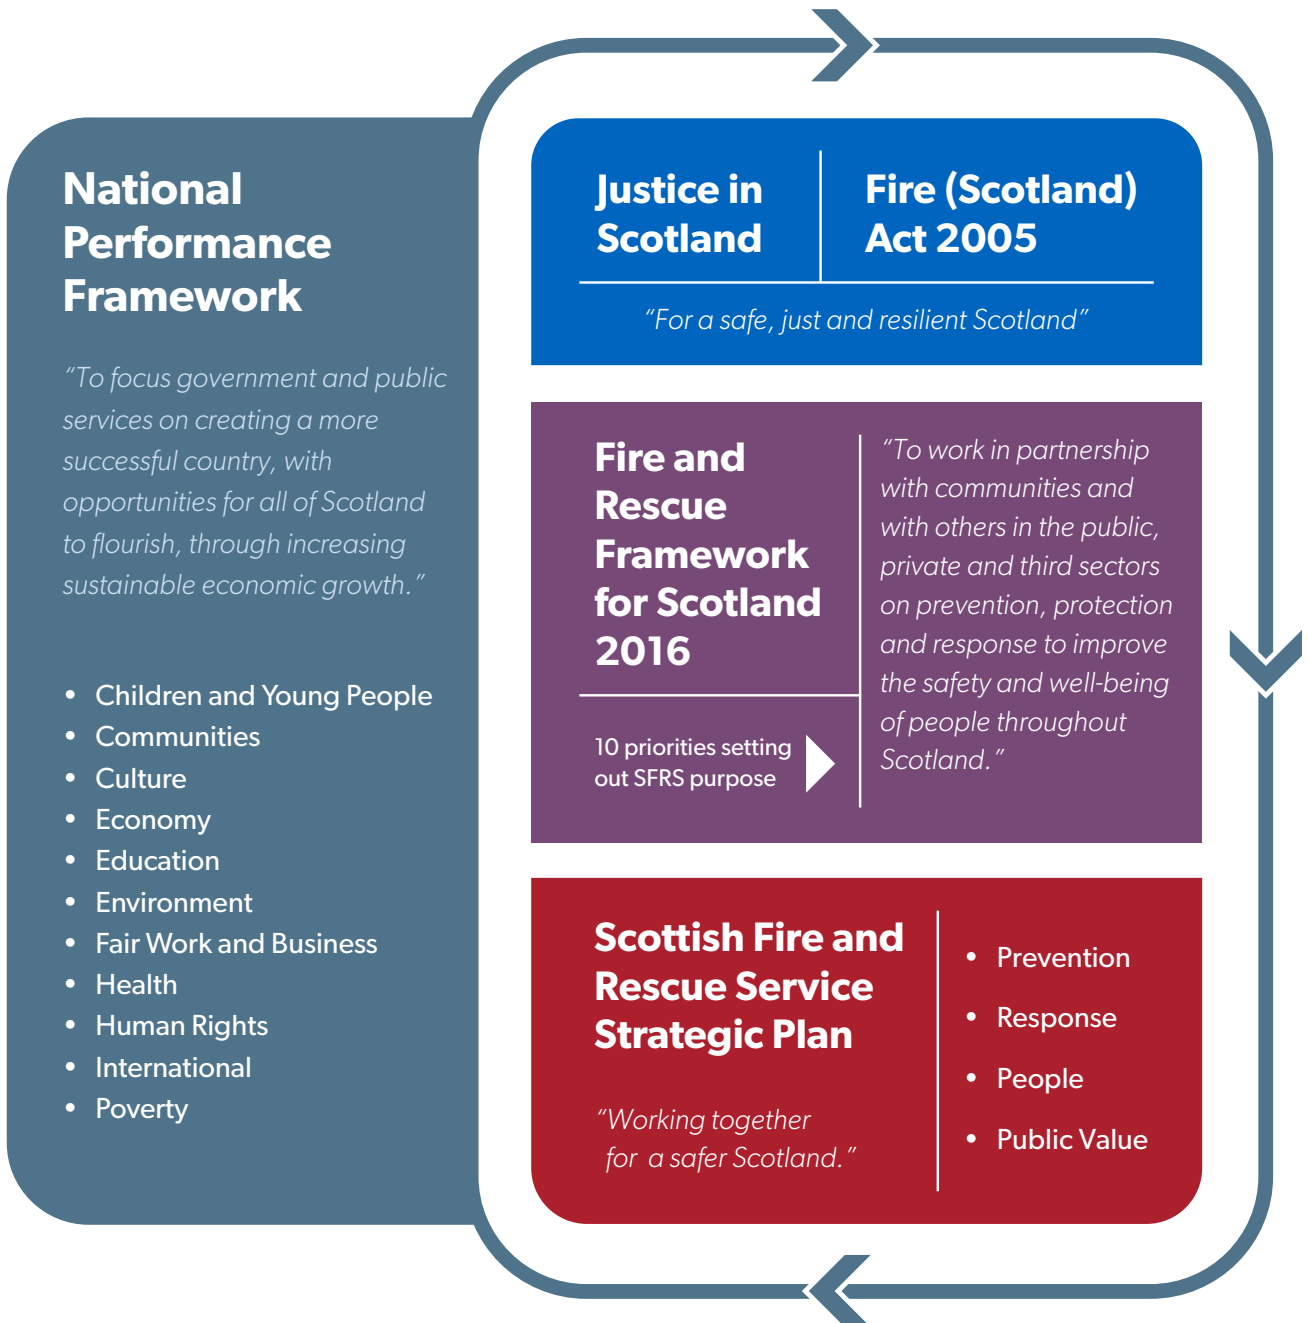 National
Performance
Framework
“To focus government and public
services on creating a more
successful country, with
opportunities for all of Scotland
to flourish, through increasing
sustainable economic growth.”
• Children and Young People
• Communities
• Culture
• Economy
• Education
• Environment
• Fair Work and Business
• Health
• Human Rights
• International
• Poverty
Justice in
Scotland
Fire (Scotland)
Act 2005
“For a safe, just and resilient Scotland”
Fire and
Rescue
Framework
for Scotland
2016
10 priorities setting
out SFRS purpose
“To work in partnership
with communities and
with others in the public,
private and third sectors
on prevention, protection
and response to improve
the safety and well-being
of people throughout
Scotland.”
Scottish Fire and
Rescue Service
Strategic Plan
“Working together
for a safer Scotland.”
• Prevention
• Response
• People
• Public Value